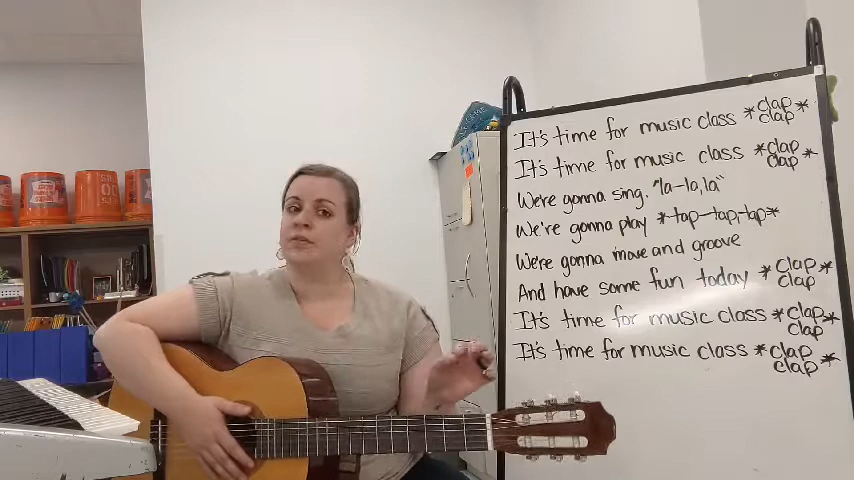 It's time for music class *clap clap*
It's time for music class *clap clap*
We're gonna sing. "la-la, la"
We're gonna play *tap-tap, tap*
We're gonna move and groove
And have some fun today *clap clap*
It's time for music class *clap clap*
It's time for music class *clap clap*